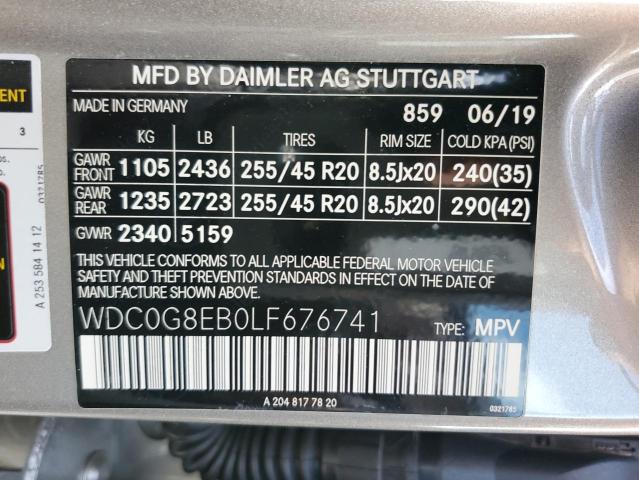 MFD BY DAIMLER AG STUTTGART
MADE IN GERMANY 859 06/19
KG LB TIRES RIM SIZE COLD KPA (PSI)
GAWR FRONT 1105 2436 255/45 R20 8.5Jx20 240(35)
GAWR REAR 1235 2723 255/45 R20 8.5Jx20 290(42)
GVWR 2340 5159
THIS VEHICLE CONFORMS TO ALL APPLICABLE FEDERAL MOTOR VEHICLE
SAFETY AND THEFT PREVENTION STANDARDS IN EFFECT ON THE DATE
OF MANUFACTURE SHOWN ABOVE.
WDC0G8EB0LF676741 TYPE: MPV
A 204 817 78 20
0321785
ENT
3
0321785
A 253 584 14 12